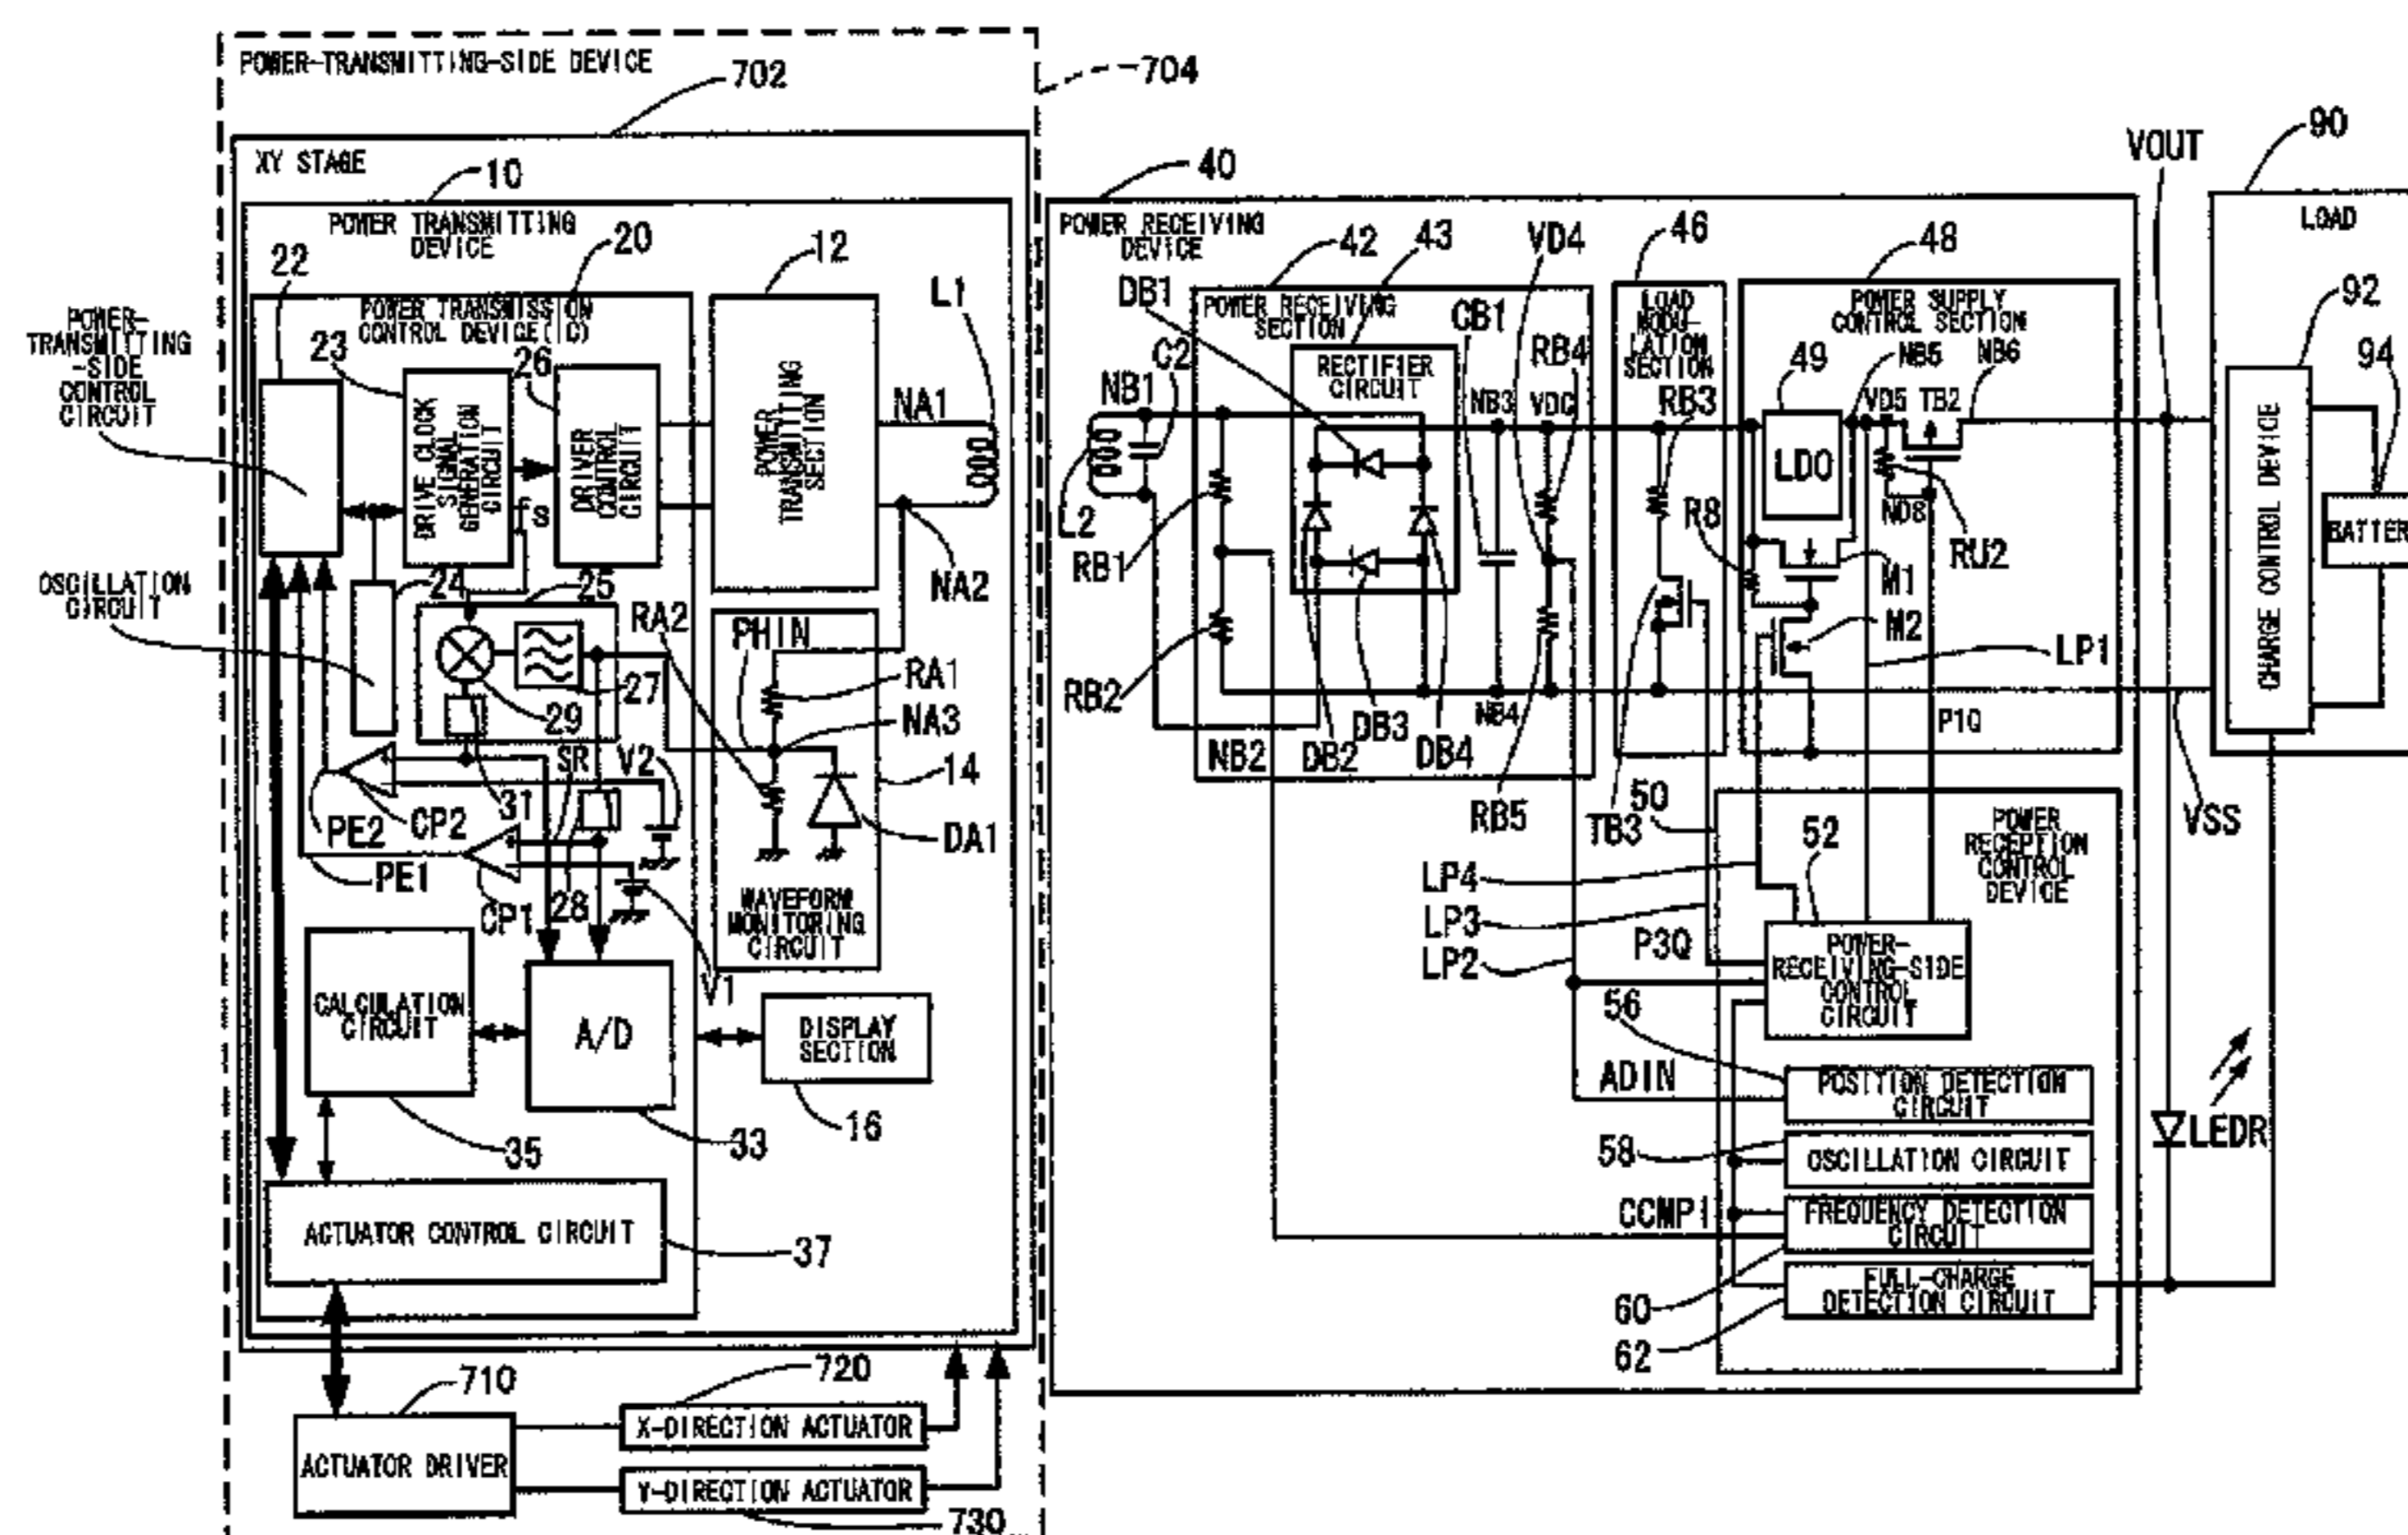 POWER-TRANSMITTING-SIDE DEVICE
702
704
XY STAGE
10
POWER TRANSMITTING
DEVICE
20
22
12
L1
POWER TRANSMISSION
CONTROL DEVICE(IC)
POWER-
TRANSMITTING
-SIDE
CONTROL
CIRCUIT
23
26
DRIVE CLOCK
SIGNAL
GENERATION
CIRCUIT
DRIVER
CONTROL
CIRCUIT
POWER
TRANSMITTING
SECTION
NA1
S
NA2
OSCILLATION
CIRCUIT
24
25
RA2
PHIN
RA1
27
29
NA3
SR
V2
14
31
PE2
CP2
DA1
PE1
CP1
28
V1
WAVEFORM
MONITORING
CIRCUIT
CALCULATION
CIRCUIT
A/D
DISPLAY
SECTION
16
35
33
ACTUATOR CONTROL CIRCUIT
37
710
720
X-DIRECTION ACTUATOR
ACTUATOR DRIVER
Y-DIRECTION ACTUATOR
730
40
POWER RECEIVING
DEVICE
42
43
VD4
46
48
DB1
POWER RECEIVING
SECTION
CB1
LOAD
MODU-
LATION
SECTION
POWER SUPPLY
CONTROL SECTION
C2
RECTIFIER
CIRCUIT
RB4
49
NB5
NB6
NB1
NB3
VDC
RB3
VD5
TB2
LDO
L2
RB1
R8
ND8
RU2
M1
M2
LP1
RB2
NB4
P1Q
NB2
DB2
DB3
DB4
RB5
TB3
50
52
POWER
RECEPTION
CONTROL
DEVICE
VSS
LP4
LP3
LP2
P3Q
POWER-
RECEIVING-SIDE
CONTROL
CIRCUIT
56
ADIN
POSITION DETECTION
CIRCUIT
58
OSCILLATION CIRCUIT
LEDR
CCMP1
FREQUENCY DETECTION
CIRCUIT
60
FULL-CHARGE
DETECTION CIRCUIT
62
VOUT
90
LOAD
92
94
CHARGE CONTROL DEVICE
BATTER